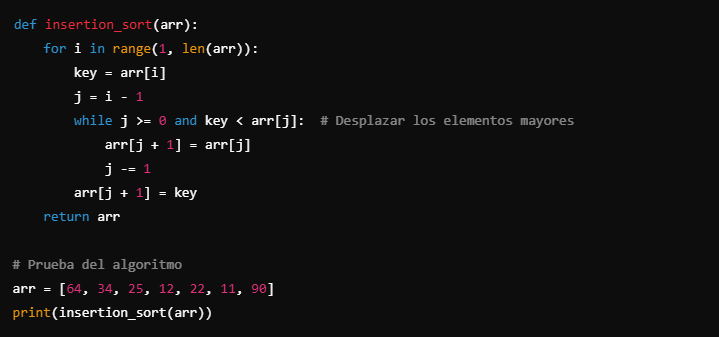 def insertion_sort(arr):
    for i in range(1, len(arr)):
        key = arr[i]
        j = i - 1
        while j >= 0 and key < arr[j]:  # Desplazar los elementos mayores
            arr[j + 1] = arr[j]
            j -= 1
        arr[j + 1] = key
    return arr

# Prueba del algoritmo
arr = [64, 34, 25, 12, 22, 11, 90]
print(insertion_sort(arr))